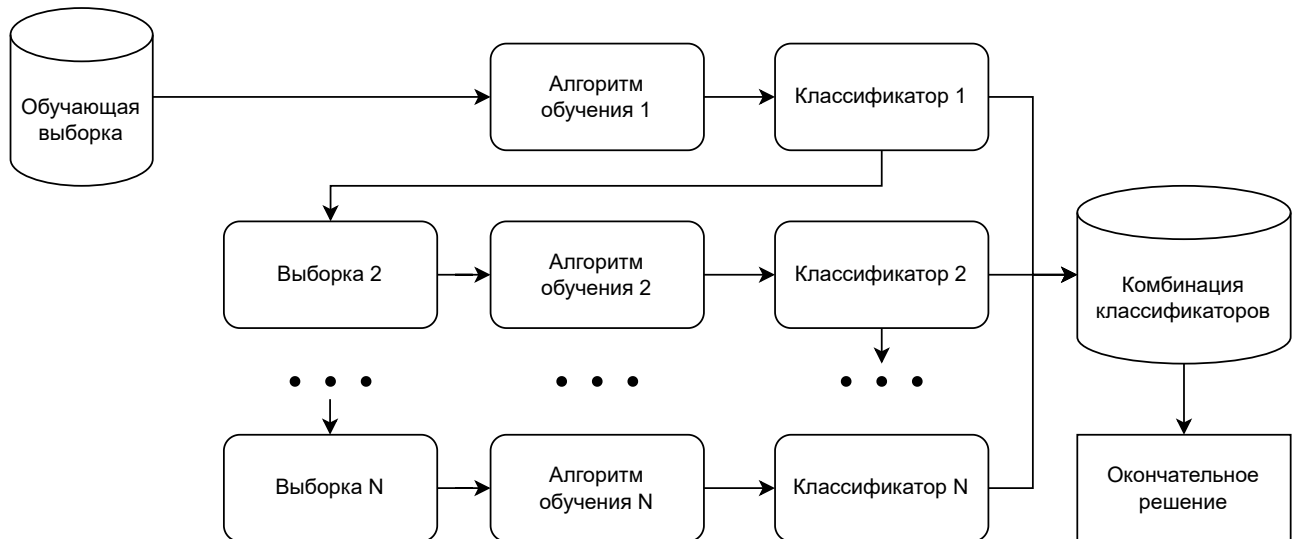 Обучающая
выборка
Алгоритм
обучения 1
Классификатор 1
Выборка 2
Алгоритм
обучения 2
Классификатор 2
Комбинация
классификаторов
Выборка N
Алгоритм
обучения N
Классификатор N
Окончательное
решение